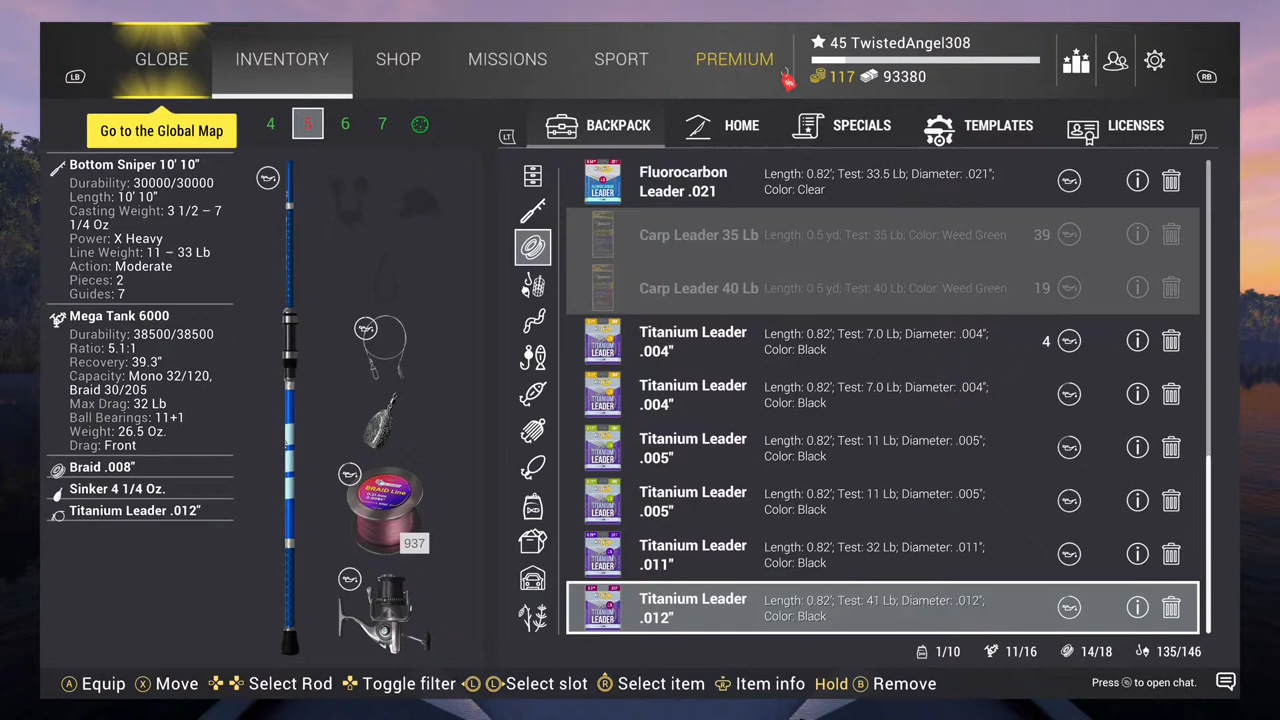 GLOBE
INVENTORY
SHOP
MISSIONS
SPORT
PREMIUM
45 TwistedAngel308
117 93380
LB
RB
Go to the Global Map
4 5 6 7
LT
BACKPACK
HOME
SPECIALS
TEMPLATES
LICENSES
RT
Bottom Sniper 10' 10"
Durability: 30000/30000
Length: 10' 10"
Casting Weight: 3 1/2 – 7
1/4 Oz
Power: X Heavy
Line Weight: 11 – 33 Lb
Action: Moderate
Pieces: 2
Guides: 7
Mega Tank 6000
Durability: 38500/38500
Ratio: 5.1:1
Recovery: 39.3"
Capacity: Mono 32/120,
Braid 30/205
Max Drag: 32 Lb
Ball Bearings: 11+1
Weight: 26.5 Oz.
Drag: Front
Braid .008"
Sinker 4 1/4 Oz.
Titanium Leader .012"
BRAID LINE
937
Fluorocarbon
Leader .021
Length: 0.82'; Test: 33.5 Lb; Diameter: .021";
Color: Clear
Carp Leader 35 Lb
Length: 0.5 yd; Test: 35 Lb; Color: Weed Green
39
Carp Leader 40 Lb
Length: 0.5 yd; Test: 40 Lb; Color: Weed Green
19
Titanium Leader
.004"
Length: 0.82'; Test: 7.0 Lb; Diameter: .004";
Color: Black
4
Titanium Leader
.004"
Length: 0.82'; Test: 7.0 Lb; Diameter: .004";
Color: Black
Titanium Leader
.005"
Length: 0.82'; Test: 11 Lb; Diameter: .005";
Color: Black
Titanium Leader
.005"
Length: 0.82'; Test: 11 Lb; Diameter: .005";
Color: Black
Titanium Leader
.011"
Length: 0.82'; Test: 32 Lb; Diameter: .011";
Color: Black
Titanium Leader
.012"
Length: 0.82'; Test: 41 Lb; Diameter: .012";
Color: Black
1/10
11/16
14/18
135/146
A Equip
X Move
Select Rod
Toggle filter
L L Select slot
R Select item
Item info
Hold B Remove
Press to open chat.